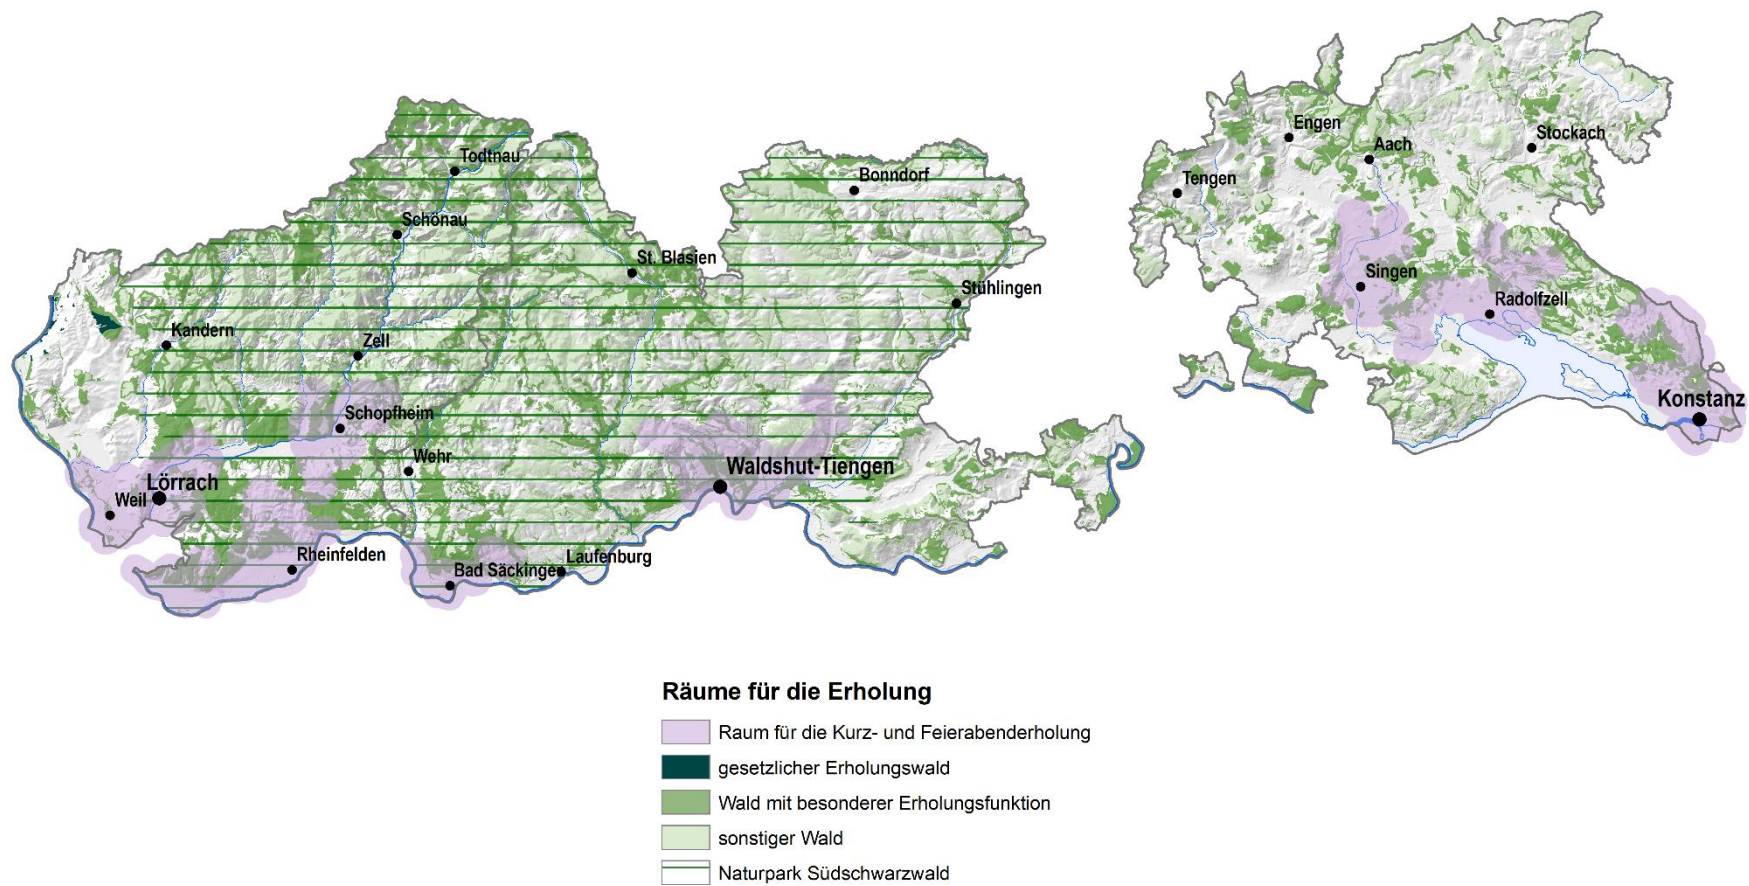 Todtnau
Schönau
St. Blasien
Bonndorf
Stühlingen
Kandern
Zell
Schopfheim
Wehr
Waldshut-Tiengen
Lörrach
Weil
Rheinfelden
Bad Säckingen
Laufenburg
Engen
Aach
Stockach
Tengen
Singen
Radolfzell
Konstanz
Räume für die Erholung
Raum für die Kurz- und Feierabenderholung
gesetzlicher Erholungswald
Wald mit besonderer Erholungsfunktion
sonstiger Wald
Naturpark Südschwarzwald